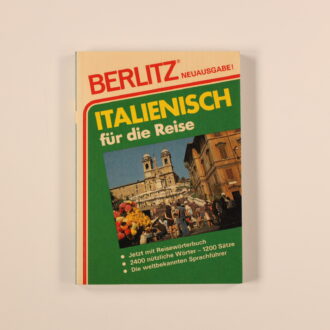 BERLITZ® NEUAUSGABE!
ITALIENISCH
für die Reise
• Jetzt mit Reisewörterbuch
• 2400 nützliche Wörter – 1200 Sätze
• Die weltbekannten Sprachführer